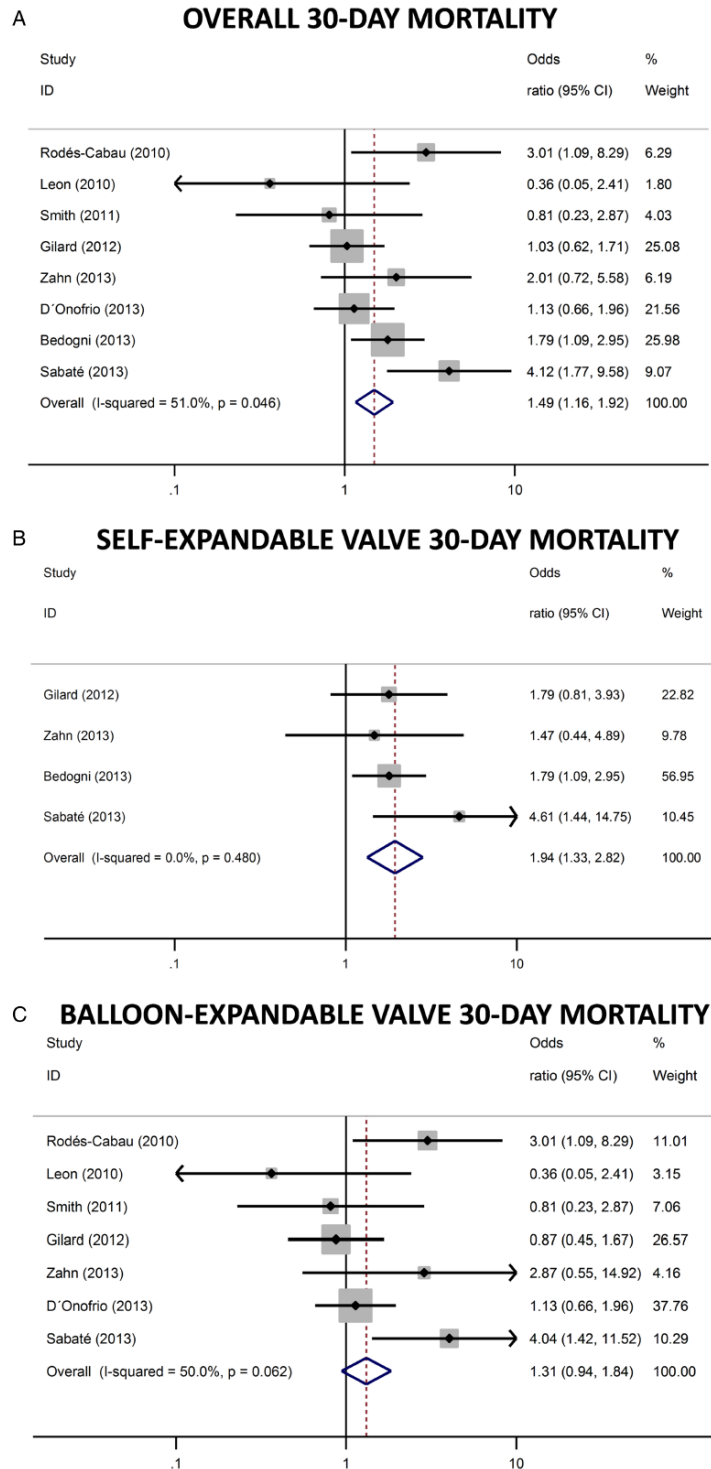 A OVERALL 30-DAY MORTALITY
Study Odds %
ID ratio (95% CI) Weight
Rodés-Cabau (2010) 3.01 (1.09, 8.29) 6.29
Leon (2010) 0.36 (0.05, 2.41) 1.80
Smith (2011) 0.81 (0.23, 2.87) 4.03
Gilard (2012) 1.03 (0.62, 1.71) 25.08
Zahn (2013) 2.01 (0.72, 5.58) 6.19
D´Onofrio (2013) 1.13 (0.66, 1.96) 21.56
Bedogni (2013) 1.79 (1.09, 2.95) 25.98
Sabaté (2013) 4.12 (1.77, 9.58) 9.07
Overall (I-squared = 51.0%, p = 0.046) 1.49 (1.16, 1.92) 100.00
.1 1 10
B SELF-EXPANDABLE VALVE 30-DAY MORTALITY
Study Odds %
ID ratio (95% CI) Weight
Gilard (2012) 1.79 (0.81, 3.93) 22.82
Zahn (2013) 1.47 (0.44, 4.89) 9.78
Bedogni (2013) 1.79 (1.09, 2.95) 56.95
Sabaté (2013) 4.61 (1.44, 14.75) 10.45
Overall (I-squared = 0.0%, p = 0.480) 1.94 (1.33, 2.82) 100.00
.1 1 10
C BALLOON-EXPANDABLE VALVE 30-DAY MORTALITY
Study Odds %
ID ratio (95% CI) Weight
Rodés-Cabau (2010) 3.01 (1.09, 8.29) 11.01
Leon (2010) 0.36 (0.05, 2.41) 3.15
Smith (2011) 0.81 (0.23, 2.87) 7.06
Gilard (2012) 0.87 (0.45, 1.67) 26.57
Zahn (2013) 2.87 (0.55, 14.92) 4.16
D´Onofrio (2013) 1.13 (0.66, 1.96) 37.76
Sabaté (2013) 4.04 (1.42, 11.52) 10.29
Overall (I-squared = 50.0%, p = 0.062) 1.31 (0.94, 1.84) 100.00
.1 1 10